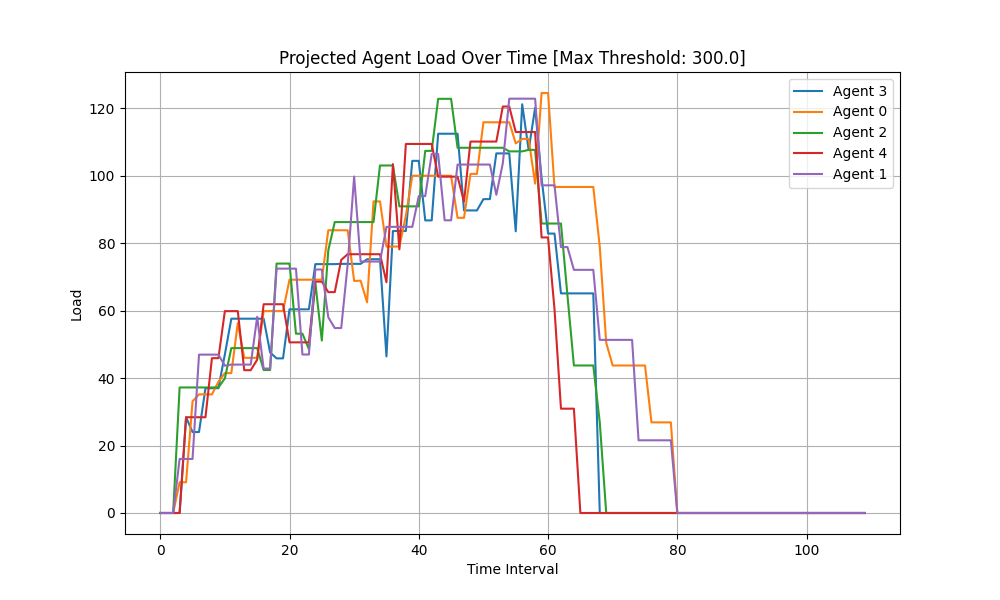 Projected Agent Load Over Time [Max Threshold: 300.0]
Agent 3
Agent 0
Agent 2
Agent 4
Agent 1
120
100
80
60
40
20
0
Load
0 20 40 60 80 100
Time Interval